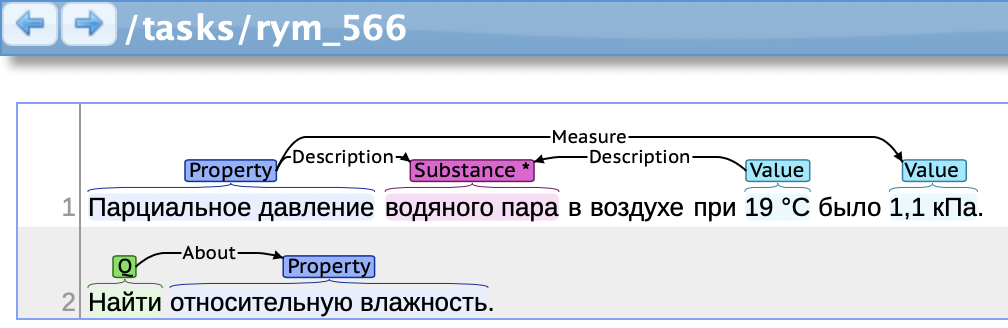 /tasks/rym_566
Measure
Property Description Substance * Description Value Value
1 Парциальное давление водяного пара в воздухе при 19 °C было 1,1 кПа.
Q About Property
2 Найти относительную влажность.